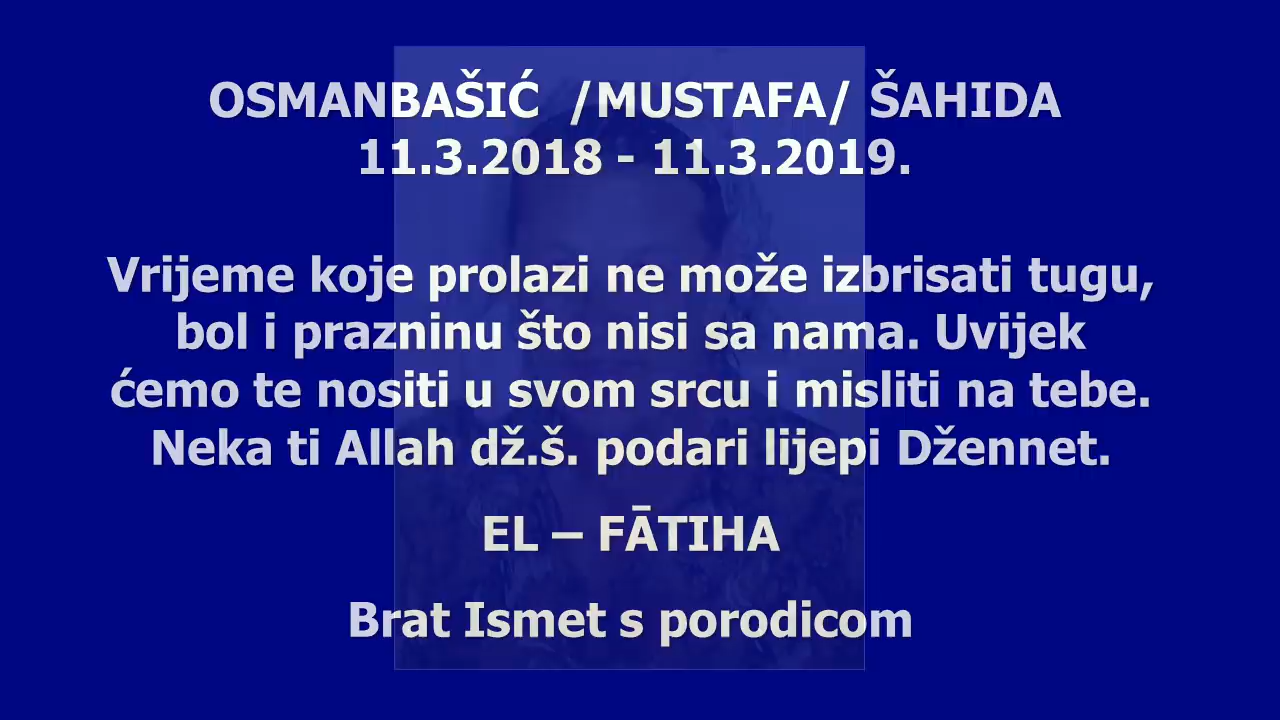 OSMANBAŠIĆ /MUSTAFA/ ŠAHIDA
11.3.2018 - 11.3.2019.
Vrijeme koje prolazi ne može izbrisati tugu,
bol i prazninu što nisi sa nama. Uvijek
ćemo te nositi u svom srcu i misliti na tebe.
Neka ti Allah dž.š. podari lijepi Džennet.
EL – FĀTIHA
Brat Ismet s porodicom